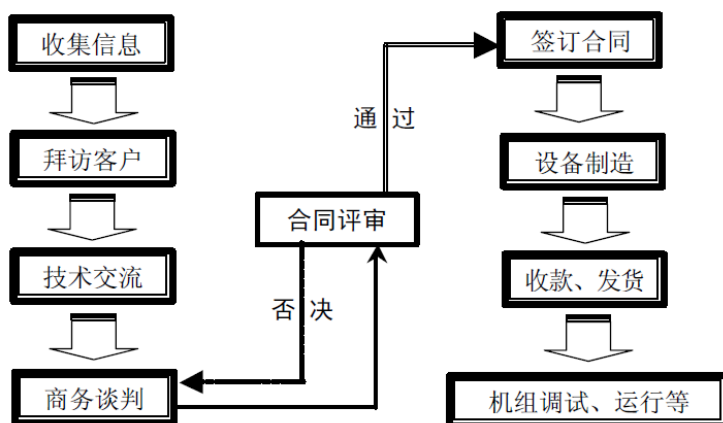 收集信息
拜访客户
技术交流
商务谈判
合同评审
否决
通过
签订合同
设备制造
收款、发货
机组调试、运行等